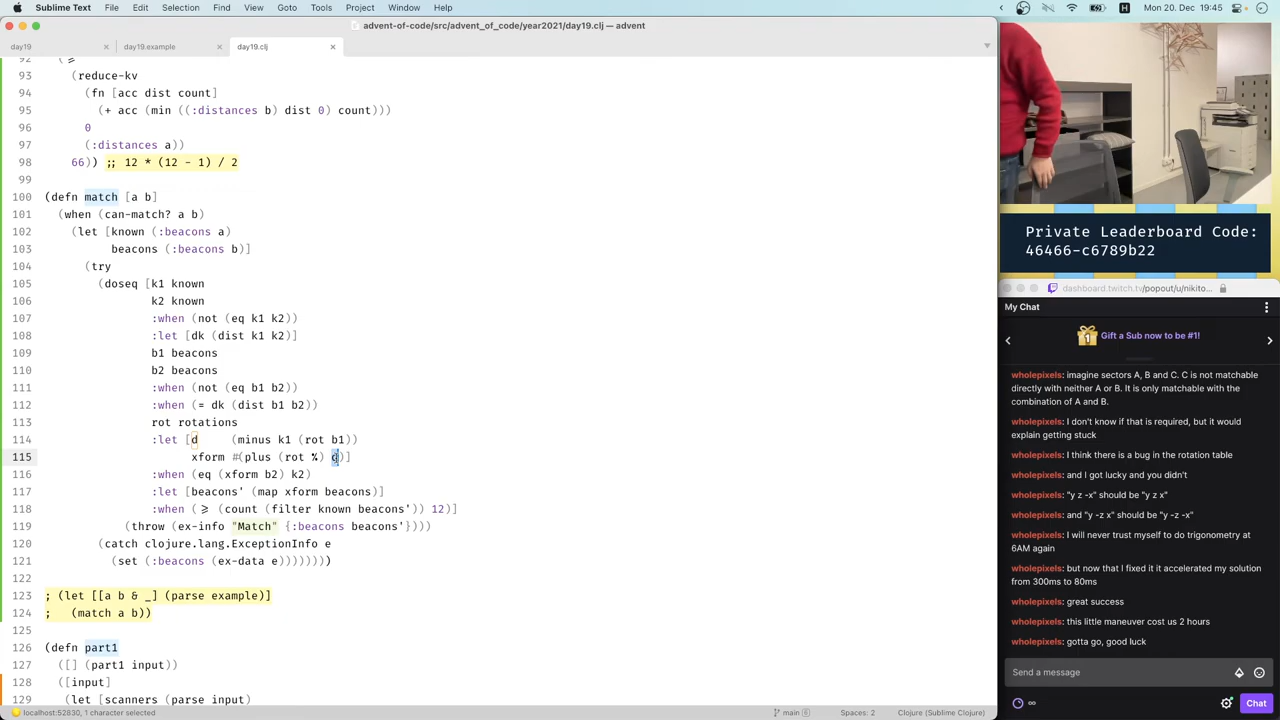 Sublime Text File Edit Selection Find View Goto Tools Project Window Help
Mon 20. Dec 19:45
advent-of-code/src/advent_of_code/year2021/day19.clj — advent
day19 × day19.example × day19.clj ×
93 (reduce-kv
94 (fn [acc dist count]
95 (+ acc (min ((:distances b) dist 0) count)))
96 0
97 (:distances a))
98 66)) ;; 12 * (12 - 1) / 2
99
100 (defn match [a b]
101 (when (can-match? a b)
102 (let [known (:beacons a)
103 beacons (:beacons b)]
104 (try
105 (doseq [k1 known
106 k2 known
107 :when (not (eq k1 k2))
108 :let [dk (dist k1 k2)]
109 b1 beacons
110 b2 beacons
111 :when (not (eq b1 b2))
112 :when (= dk (dist b1 b2))
113 rot rotations
114 :let [d (minus k1 (rot b1))
115 xform #(plus (rot %) d)]
116 :when (eq (xform b2) k2)
117 :let [beacons' (map xform beacons)]
118 :when (>= (count (filter known beacons')) 12)]
119 (throw (ex-info "Match" {:beacons beacons'})))
120 (catch clojure.lang.ExceptionInfo e
121 (set (:beacons (ex-data e)))))))
122
123 ; (let [[a b & _] (parse example)]
124 ; (match a b))
125
126 (defn part1
127 ([] (part1 input))
128 ([input]
129 (let [scanners (parse input)
localhost:52830, 1 character selected
main 6
Spaces: 2
Clojure (Sublime Clojure)
Private Leaderboard Code:
46466-c6789b22
dashboard.twitch.tv/popout/u/nikito...
My Chat
1 Gift a Sub now to be #1!
wholepixels: imagine sectors A, B and C. C is not matchable
directly with neither A or B. It is only matchable with the
combination of A and B.
wholepixels: I don't know if that is required, but it would
explain getting stuck
wholepixels: I think there is a bug in the rotation table
wholepixels: and I got lucky and you didn't
wholepixels: "y z -x" should be "y z x"
wholepixels: and "y -z x" should be "y -z -x"
wholepixels: I will never trust myself to do trigonometry at
6AM again
wholepixels: but now that I fixed it it accelerated my solution
from 300ms to 80ms
wholepixels: great success
wholepixels: this little maneuver cost us 2 hours
wholepixels: gotta go, good luck
Send a message
∞
Chat